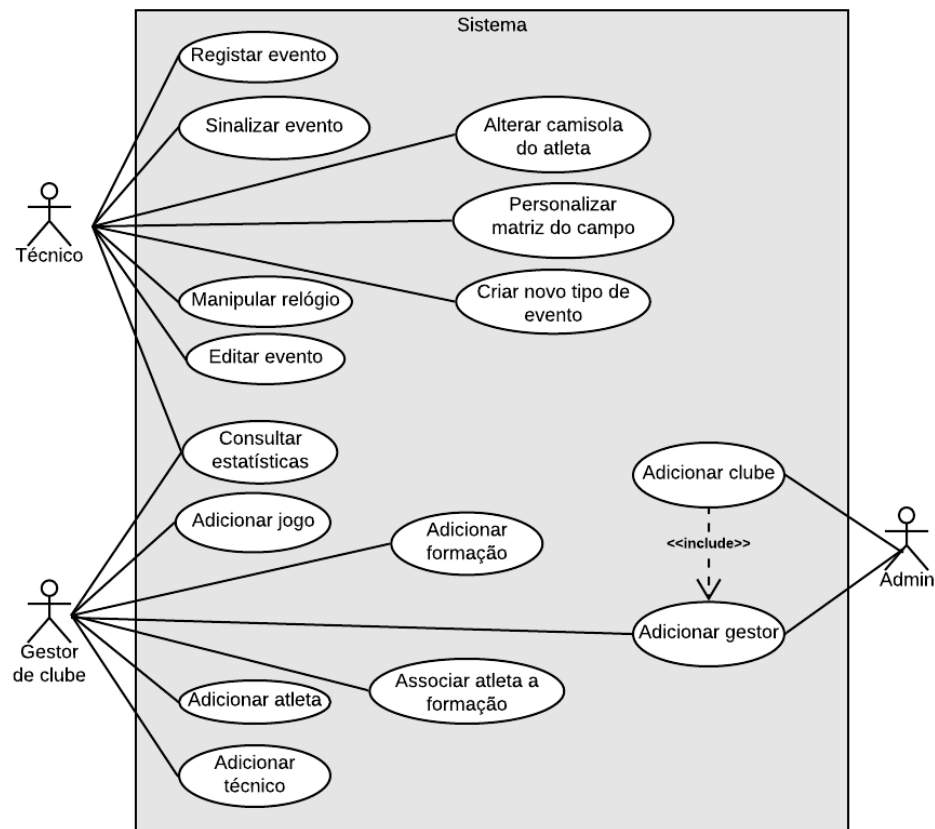 Sistema
Registar evento
Sinalizar evento
Alterar camisola
do atleta
Personalizar
matriz do campo
Técnico
Manipular relógio
Criar novo tipo de
evento
Editar evento
Consultar
estatísticas
Adicionar clube
Adicionar jogo
Adicionar
formação
<<include>>
Admin
Gestor
de clube
Adicionar gestor
Adicionar atleta
Associar atleta a
formação
Adicionar
técnico